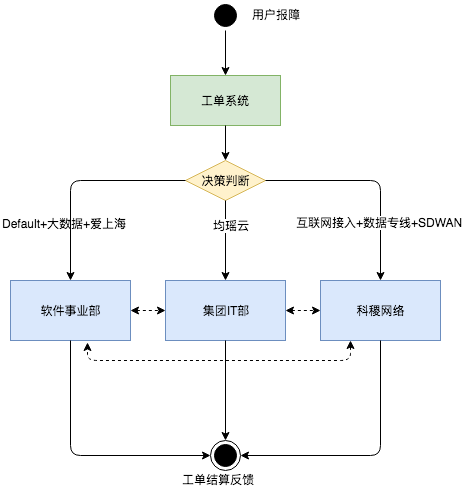 用户报障
工单系统
决策判断
Default+大数据+爱上海
均瑶云
互联网接入+数据专线+SDWAN
软件事业部
集团IT部
科稷网络
工单结算反馈